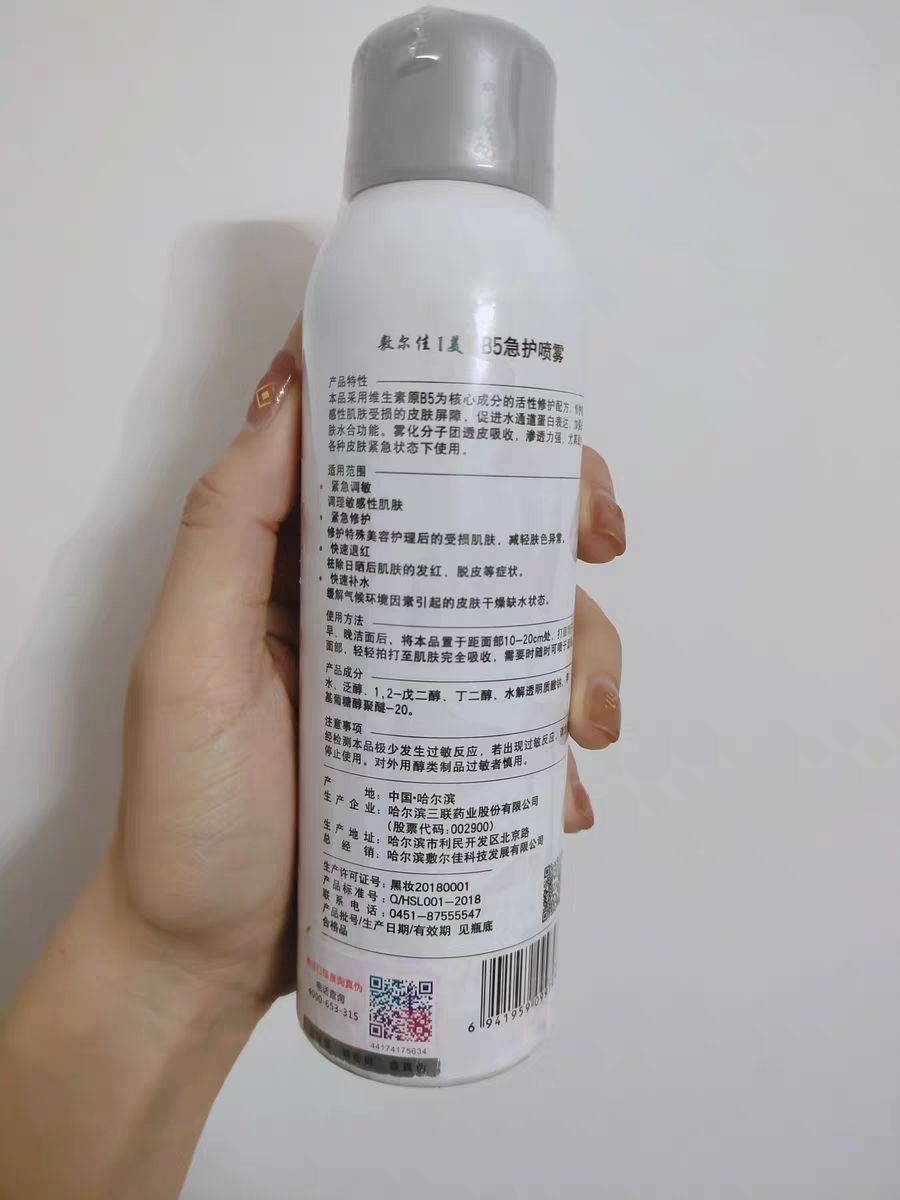 敷尔佳 美 B5急护喷雾
产品特性
本品采用维生素原B5为核心成分的活性修护配方,
感性肌肤受损的皮肤屏障, 促进水通道蛋白表达,
肤水合功能。雾化分子团透皮吸收, 渗透力强,
各种皮肤紧急状态下使用。
适用范围
• 紧急调敏
调理敏感性肌肤
• 紧急修护
修护特殊美容护理后的受损肌肤, 减轻肤色异常。
• 快速退红
祛除日晒后肌肤的发红、脱皮等症状。
• 快速补水
缓解气候环境因素引起的皮肤干燥缺水状态。
使用方法
早、晚洁面后, 将本品置于距面部10-20cm处,
面部, 轻轻拍打至肌肤完全吸收, 需要时随时可喷于
产品成分
水、泛醇、1,2-戊二醇、丁二醇、水解透明质酸钠、
基葡糖醇聚醚-20。
注意事项
经检测本品极少发生过敏反应, 若出现过敏反应,
停止使用。对外用醇类制品过敏者慎用。
产 地: 中国·哈尔滨
生产企业: 哈尔滨三联药业股份有限公司
(股票代码:002900)
生产地址: 哈尔滨市利民开发区北京路
总 经 销: 哈尔滨敷尔佳科技发展有限公司
生产许可证号: 黑妆20180001
产品标准号: Q/HSL001-2018
联系电话: 0451-87555547
产品批号/生产日期/有效期 见瓶底
合格品
电话查询
4000-653-315
44174175634
6 941959